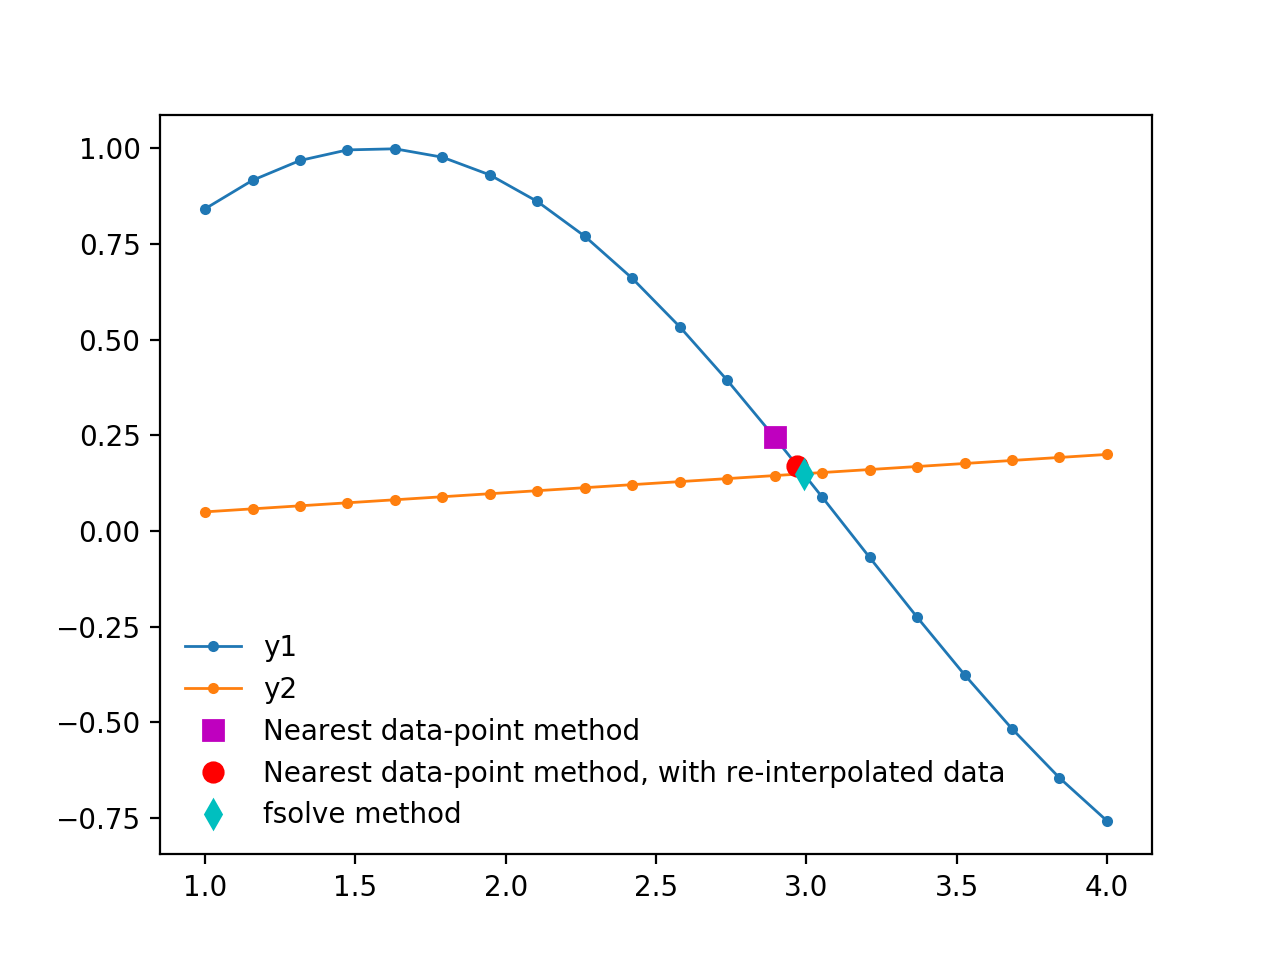 1.00
0.75
0.50
0.25
0.00
−0.25
−0.50
−0.75
y1
y2
Nearest data-point method
Nearest data-point method, with re-interpolated data
fsolve method
1.0 1.5 2.0 2.5 3.0 3.5 4.0